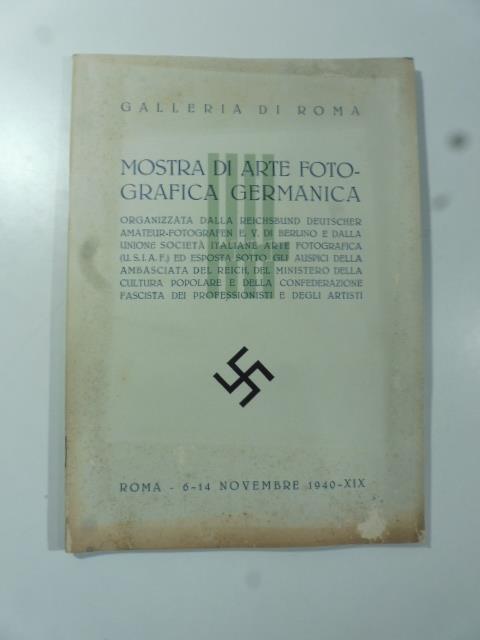 GALLERIA DI ROMA
MOSTRA DI ARTE FOTO-
GRAFICA GERMANICA
ORGANIZZATA DALLA REICHSBUND DEUTSCHER
AMATEUR-FOTOGRAFEN E. V. DI BERLINO E DALLA
UNIONE SOCIETÀ ITALIANE ARTE FOTOGRAFICA
(U.S.I.A.F.) ED ESPOSTA SOTTO GLI AUSPICI DELLA
AMBASCIATA DEL REICH, DEL MINISTERO DELLA
CULTURA POPOLARE E DELLA CONFEDERAZIONE
FASCISTA DEI PROFESSIONISTI E DEGLI ARTISTI
ROMA - 6-14 NOVEMBRE 1940-XIX